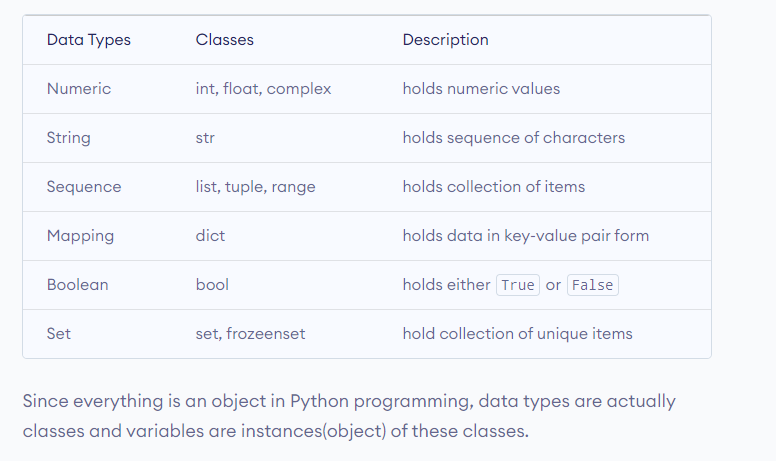 Data Types Classes Description
Numeric int, float, complex holds numeric values
String str holds sequence of characters
Sequence list, tuple, range holds collection of items
Mapping dict holds data in key-value pair form
Boolean bool holds either True or False
Set set, frozeenset hold collection of unique items
Since everything is an object in Python programming, data types are actually
classes and variables are instances(object) of these classes.